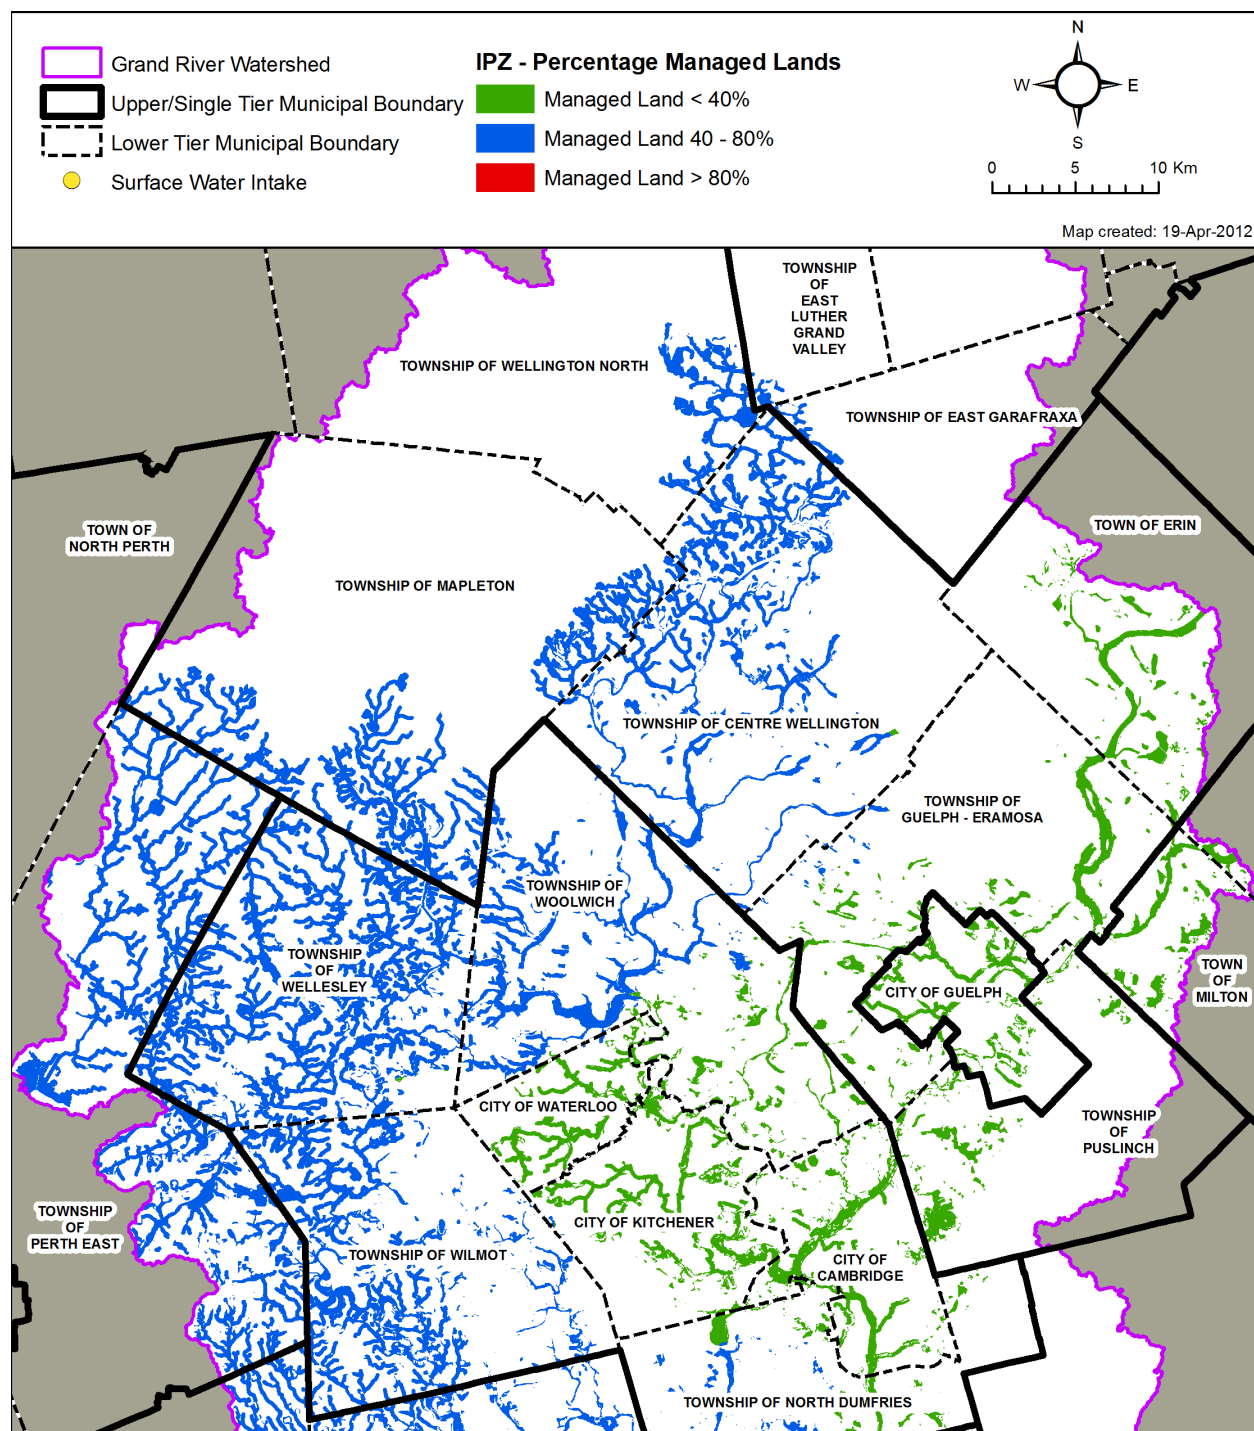 Grand River Watershed
Upper/Single Tier Municipal Boundary
Lower Tier Municipal Boundary
Surface Water Intake
IPZ - Percentage Managed Lands
Managed Land < 40%
Managed Land 40 - 80%
Managed Land > 80%
N
W
E
S
0 5 10 Km
Map created: 19-Apr-2012
TOWNSHIP
OF
EAST
LUTHER
GRAND
VALLEY
TOWNSHIP OF WELLINGTON NORTH
TOWNSHIP OF EAST GARAFRAXA
TOWN OF
NORTH PERTH
TOWN OF ERIN
TOWNSHIP OF MAPLETON
TOWNSHIP OF CENTRE WELLINGTON
TOWNSHIP OF
GUELPH - ERAMOSA
TOWNSHIP OF
WOOLWICH
TOWNSHIP
OF
WELLESLEY
CITY OF GUELPH
TOWN
OF
MILTON
CITY OF WATERLOO
TOWNSHIP
OF
PUSLINCH
TOWNSHIP
OF
PERTH EAST
CITY OF KITCHENER
TOWNSHIP OF WILMOT
CITY OF
CAMBRIDGE
TOWNSHIP OF NORTH DUMFRIES